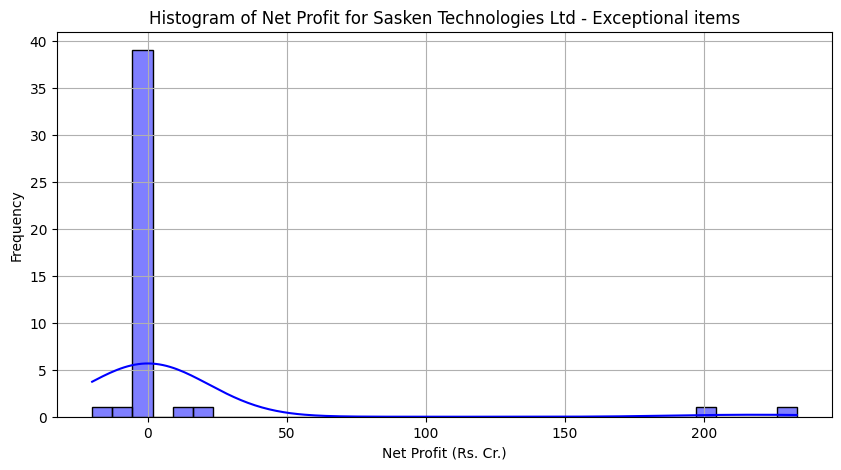 Histogram of Net Profit for Sasken Technologies Ltd - Exceptional items
Frequency
40
35
30
25
20
15
10
5
0
0 50 100 150 200
Net Profit (Rs. Cr.)